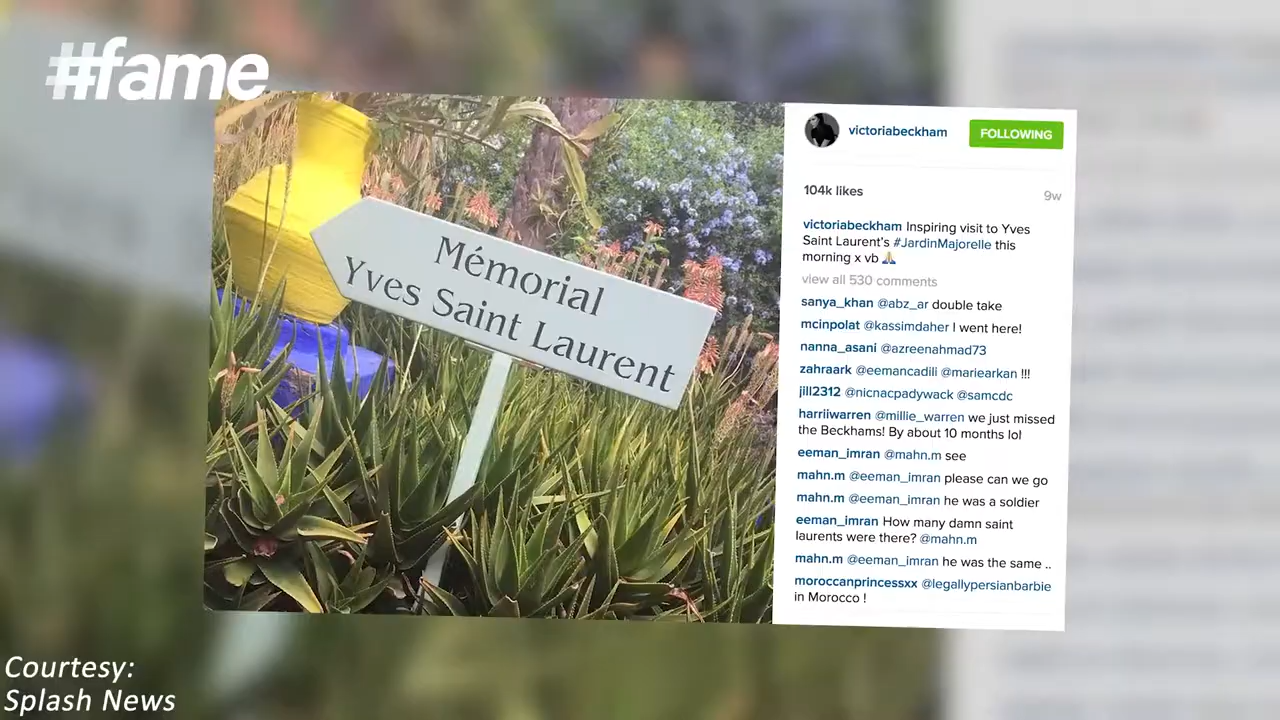 #fame
Mémorial
Yves Saint Laurent
victoriabeckham
FOLLOWING
104k likes
9w
victoriabeckham Inspiring visit to Yves
Saint Laurent's #JardinMajorelle this
morning x vb 🙏
view all 530 comments
sanya_khan @abz_ar double take
mcinpolat @kassimdaher I went here!
nanna_asani @azreenahmad73
zahraark @eemancadili @mariearkan !!!
jill2312 @nicnacpadywack @samcdc
harriiwarren @millie_warren we just missed
the Beckhams! By about 10 months lol
eeman_imran @mahn.m see
mahn.m @eeman_imran please can we go
mahn.m @eeman_imran he was a soldier
eeman_imran How many damn saint
laurents were there? @mahn.m
mahn.m @eeman_imran he was the same ..
moroccanprincessxx @legallypersianbarbie
in Morocco !
Courtesy:
Splash News